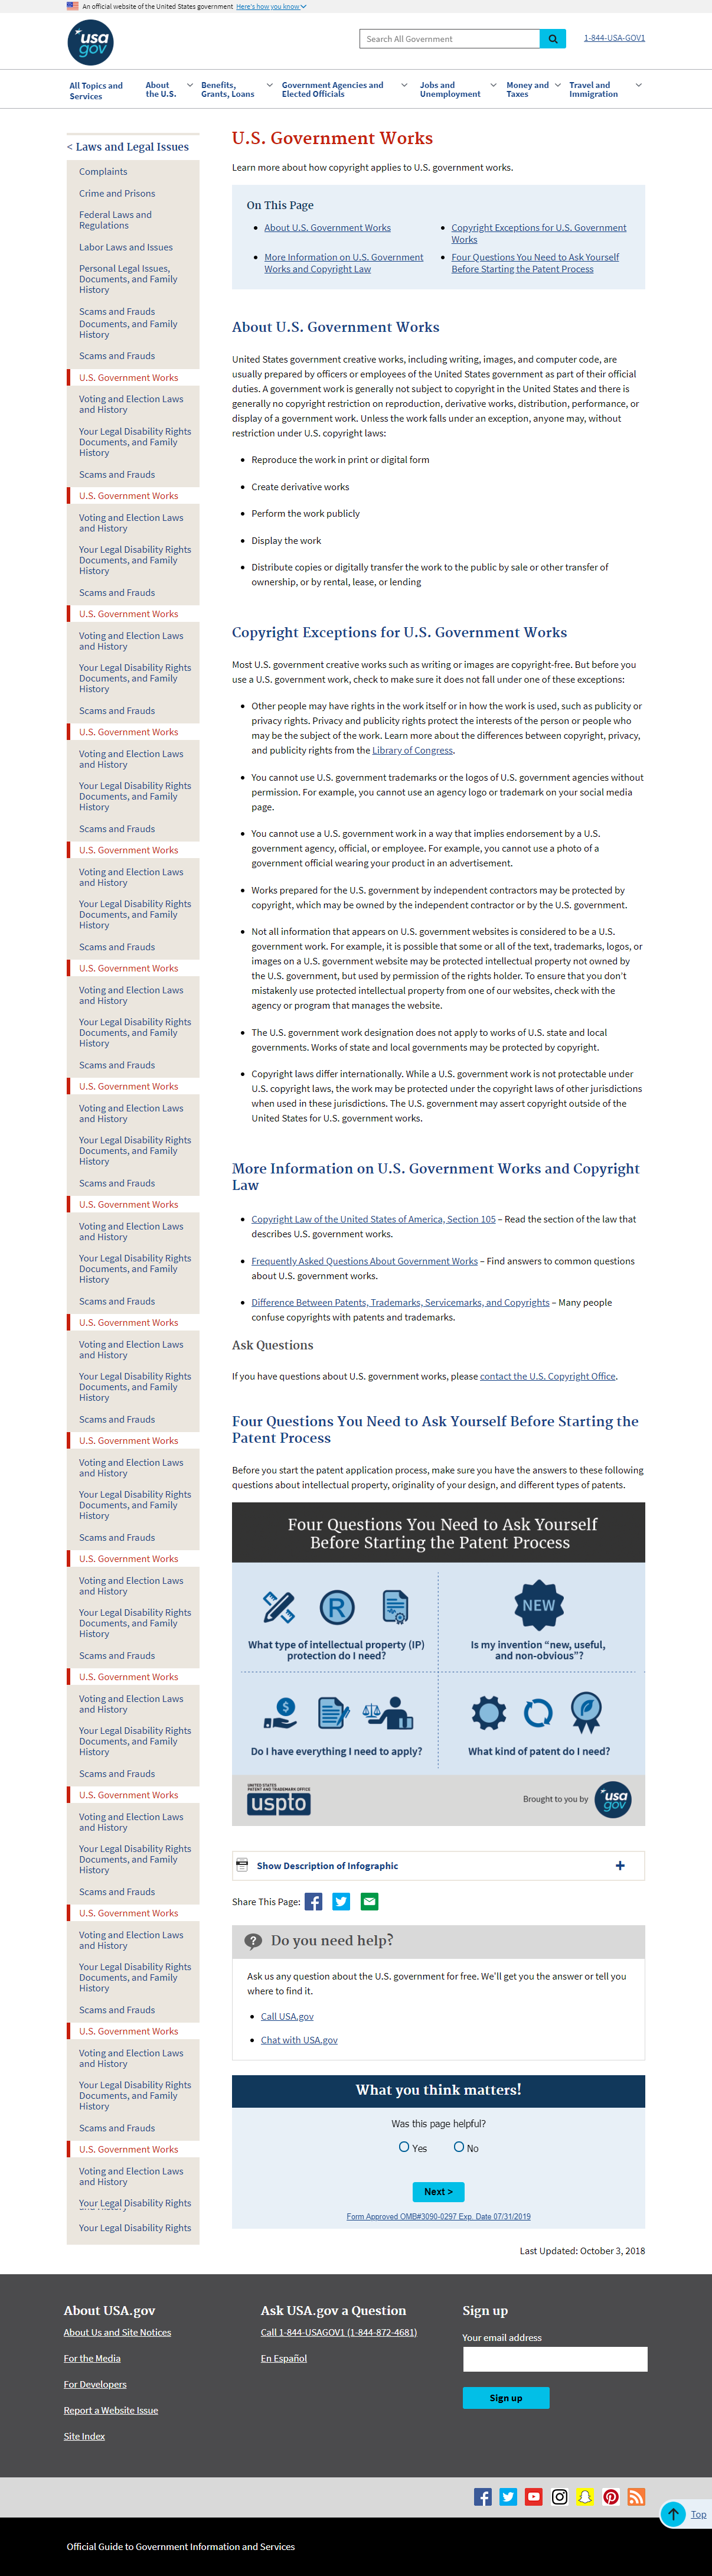 An official website of the United States government Here's how you know
usa
gov
Search All Government
1-844-USA-GOV1
All Topics and
Services
About
the U.S.
Benefits,
Grants, Loans
Government Agencies and
Elected Officials
Jobs and
Unemployment
Money and
Taxes
Travel and
Immigration
< Laws and Legal Issues
Complaints
Crime and Prisons
Federal Laws and
Regulations
Labor Laws and Issues
Personal Legal Issues,
Documents, and Family
History
Scams and Frauds
Documents, and Family
History
Scams and Frauds
U.S. Government Works
Voting and Election Laws
and History
Your Legal Disability Rights
Documents, and Family
History
Scams and Frauds
U.S. Government Works
Voting and Election Laws
and History
Your Legal Disability Rights
Documents, and Family
History
Scams and Frauds
U.S. Government Works
Voting and Election Laws
and History
Your Legal Disability Rights
Documents, and Family
History
Scams and Frauds
U.S. Government Works
Voting and Election Laws
and History
Your Legal Disability Rights
Documents, and Family
History
Scams and Frauds
U.S. Government Works
Voting and Election Laws
and History
Your Legal Disability Rights
Documents, and Family
History
Scams and Frauds
U.S. Government Works
Voting and Election Laws
and History
Your Legal Disability Rights
Documents, and Family
History
Scams and Frauds
U.S. Government Works
Voting and Election Laws
and History
Your Legal Disability Rights
Documents, and Family
History
Scams and Frauds
U.S. Government Works
Voting and Election Laws
and History
Your Legal Disability Rights
Documents, and Family
History
Scams and Frauds
U.S. Government Works
Voting and Election Laws
and History
Your Legal Disability Rights
Documents, and Family
History
Scams and Frauds
U.S. Government Works
Voting and Election Laws
and History
Your Legal Disability Rights
Documents, and Family
History
Scams and Frauds
U.S. Government Works
Voting and Election Laws
and History
Your Legal Disability Rights
Documents, and Family
History
Scams and Frauds
U.S. Government Works
Voting and Election Laws
and History
Your Legal Disability Rights
Documents, and Family
History
Scams and Frauds
U.S. Government Works
Voting and Election Laws
and History
Your Legal Disability Rights
Documents, and Family
History
Scams and Frauds
U.S. Government Works
Voting and Election Laws
and History
Your Legal Disability Rights
Documents, and Family
History
Scams and Frauds
U.S. Government Works
Voting and Election Laws
and History
Your Legal Disability Rights
Documents, and Family
History
Scams and Frauds
U.S. Government Works
Voting and Election Laws
and History
Your Legal Disability Rights
Your Legal Disability Rights
U.S. Government Works
Learn more about how copyright applies to U.S. government works.
On This Page
About U.S. Government Works
More Information on U.S. Government
Works and Copyright Law
Copyright Exceptions for U.S. Government
Works
Four Questions You Need to Ask Yourself
Before Starting the Patent Process
About U.S. Government Works
United States government creative works, including writing, images, and computer code, are
usually prepared by officers or employees of the United States government as part of their official
duties. A government work is generally not subject to copyright in the United States and there is
generally no copyright restriction on reproduction, derivative works, distribution, performance, or
display of a government work. Unless the work falls under an exception, anyone may, without
restriction under U.S. copyright laws:
Reproduce the work in print or digital form
Create derivative works
Perform the work publicly
Display the work
Distribute copies or digitally transfer the work to the public by sale or other transfer of
ownership, or by rental, lease, or lending
Copyright Exceptions for U.S. Government Works
Most U.S. government creative works such as writing or images are copyright-free. But before you
use a U.S. government work, check to make sure it does not fall under one of these exceptions:
Other people may have rights in the work itself or in how the work is used, such as publicity or
privacy rights. Privacy and publicity rights protect the interests of the person or people who
may be the subject of the work. Learn more about the differences between copyright, privacy,
and publicity rights from the Library of Congress.
You cannot use U.S. government trademarks or the logos of U.S. government agencies without
permission. For example, you cannot use an agency logo or trademark on your social media
page.
You cannot use a U.S. government work in a way that implies endorsement by a U.S.
government agency, official, or employee. For example, you cannot use a photo of a
government official wearing your product in an advertisement.
Works prepared for the U.S. government by independent contractors may be protected by
copyright, which may be owned by the independent contractor or by the U.S. government.
Not all information that appears on U.S. government websites is considered to be a U.S.
government work. For example, it is possible that some or all of the text, trademarks, logos, or
images on a U.S. government website may be protected intellectual property not owned by
the U.S. government, but used by permission of the rights holder. To ensure that you don't
mistakenly use protected intellectual property from one of our websites, check with the
agency or program that manages the website.
The U.S. government work designation does not apply to works of U.S. state and local
governments. Works of state and local governments may be protected by copyright.
Copyright laws differ internationally. While a U.S. government work is not protectable under
U.S. copyright laws, the work may be protected under the copyright laws of other jurisdictions
when used in these jurisdictions. The U.S. government may assert copyright outside of the
United States for U.S. government works.
More Information on U.S. Government Works and Copyright
Law
Copyright Law of the United States of America, Section 105 – Read the section of the law that
describes U.S. government works.
Frequently Asked Questions About Government Works – Find answers to common questions
about U.S. government works.
Difference Between Patents, Trademarks, Servicemarks, and Copyrights – Many people
confuse copyrights with patents and trademarks.
Ask Questions
If you have questions about U.S. government works, please contact the U.S. Copyright Office.
Four Questions You Need to Ask Yourself Before Starting the
Patent Process
Before you start the patent application process, make sure you have the answers to these following
questions about intellectual property, originality of your design, and different types of patents.
Four Questions You Need to Ask Yourself
Before Starting the Patent Process
R
What type of intellectual property (IP)
protection do I need?
NEW
Is my invention "new, useful,
and non-obvious"?
$
Do I have everything I need to apply?
What kind of patent do I need?
UNITED STATES
PATENT AND TRADEMARK OFFICE
uspto
Brought to you by
usa
gov
Show Description of Infographic
+
Share This Page:
? Do you need help?
Ask us any question about the U.S. government for free. We'll get you the answer or tell you
where to find it.
Call USA.gov
Chat with USA.gov
What you think matters!
Was this page helpful?
Yes No
Next >
Form Approved OMB#3090-0297 Exp. Date 07/31/2019
Last Updated: October 3, 2018
About USA.gov
About Us and Site Notices
For the Media
For Developers
Report a Website Issue
Site Index
Ask USA.gov a Question
Call 1-844-USAGOV1 (1-844-872-4681)
En Español
Sign up
Your email address
Sign up
Top
Official Guide to Government Information and Services